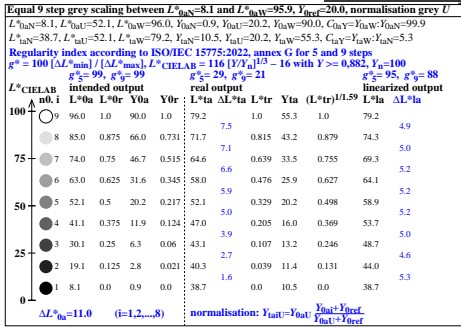 Equal 9 step grey scaling between L*0aN=8.1 and L*0aW=95.9, Y0ref=20.0, normalisation grey U
L*0aN=8.1, L*0aU=52.1, L*0aW=96.0, Y0aN=0.9, Y0aU=20.2, Y0aW=90.0, C0aY=Y0aW:Y0aN=99.9
L*taN=38.7, L*taU=52.1, L*taW=79.2, YtaN=10.5, YtaU=20.2, YtaW=55.3, CtaY=YtaW:YtaN=5.3
Regularity index according to ISO/IEC 15775:2022, annex G for 5 and 9 steps
g* = 100 [ΔL*min] / [ΔL*max], L*CIELAB = 116 [Y/Yn]1/3 − 16 with Y >= 0,882, Yn=100
g*5= 99, g*9= 99 g*5= 29, g*9= 21 g*5= 95, g*9= 88
L*CIELAB intended output real output linearized output
n0. i L*0a L*0r Y0a Y0r L*ta ΔL*ta L*tr Yta (L*tr)1/1.59 L*la ΔL*la
100
9 96.0 1.0 90.0 1.0 79.2 1.0 55.3 1.0 79.2
7.5 4.9
8 85.0 0.875 66.0 0.731 71.7 0.815 43.2 0.879 74.3
7.1 5.0
7 74.0 0.75 46.7 0.515 64.6 0.639 33.5 0.755 69.3
75
6.6 5.2
6 63.0 0.625 31.6 0.345 58.0 0.476 25.9 0.627 64.1
5.9 5.2
50
5 52.1 0.5 20.2 0.217 52.1 0.329 20.2 0.498 58.9
5.0 5.2
4 41.1 0.375 11.9 0.124 47.0 0.205 16.0 0.369 53.7
3.9 5.0
25
3 30.1 0.25 6.3 0.06 43.1 0.107 13.2 0.246 48.7
2.7 4.6
2 19.1 0.125 2.8 0.021 40.3 0.039 11.4 0.131 44.0
1.6 5.3
1 8.1 0.0 0.9 0.0 38.7 0.0 10.5 0.0 38.7
0
ΔL*0a=11.0 (i=1,2,...,8) normalisation: YtaiU=Y0aU Y0ai+Y0ref
Y0aU+Y0ref